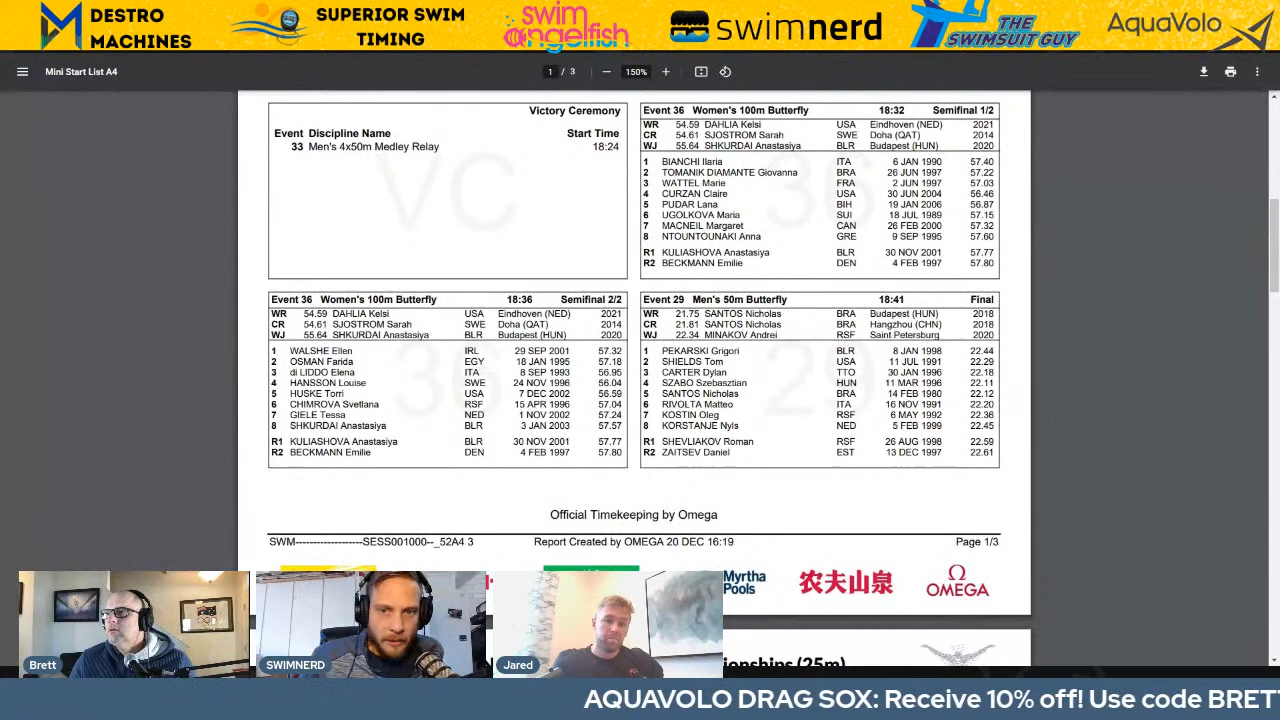 DESTRO
MACHINES
SUPERIOR SWIM
TIMING
swim
angelfish
swimnerd
THE
SWIMSUIT GUY
AquaVolo
Mini Start List A4
1 / 3
150%
Victory Ceremony
Event Discipline Name Start Time
33 Men's 4x50m Medley Relay 18:24
VC
Event 36 Women's 100m Butterfly 18:32 Semifinal 1/2
WR 54.59 DAHLIA Kelsi USA Eindhoven (NED) 2021
CR 54.61 SJOSTROM Sarah SWE Doha (QAT) 2014
WJ 55.64 SHKURDAI Anastasiya BLR Budapest (HUN) 2020
1 BIANCHI Ilaria ITA 6 JAN 1990 57.40
2 TOMANIK DIAMANTE Giovanna BRA 26 JUN 1997 57.22
3 WATTEL Marie FRA 2 JUN 1997 57.03
4 CURZAN Claire USA 30 JUN 2004 56.46
5 PUDAR Lana BIH 19 JAN 2006 56.87
6 UGOLKOVA Maria SUI 18 JUL 1989 57.15
7 MACNEIL Margaret CAN 26 FEB 2000 57.32
8 NTOUNTOUNAKI Anna GRE 9 SEP 1995 57.60
R1 KULIASHOVA Anastasiya BLR 30 NOV 2001 57.77
R2 BECKMANN Emilie DEN 4 FEB 1997 57.80
36
Event 36 Women's 100m Butterfly 18:36 Semifinal 2/2
WR 54.59 DAHLIA Kelsi USA Eindhoven (NED) 2021
CR 54.61 SJOSTROM Sarah SWE Doha (QAT) 2014
WJ 55.64 SHKURDAI Anastasiya BLR Budapest (HUN) 2020
1 WALSHE Ellen IRL 29 SEP 2001 57.32
2 OSMAN Farida EGY 18 JAN 1995 57.18
3 di LIDDO Elena ITA 8 SEP 1993 56.95
4 HANSSON Louise SWE 24 NOV 1996 56.04
5 HUSKE Torri USA 7 DEC 2002 56.59
6 CHIMROVA Svetlana RSF 15 APR 1996 57.04
7 GIELE Tessa NED 1 NOV 2002 57.24
8 SHKURDAI Anastasiya BLR 3 JAN 2003 57.57
R1 KULIASHOVA Anastasiya BLR 30 NOV 2001 57.77
R2 BECKMANN Emilie DEN 4 FEB 1997 57.80
36
Event 29 Men's 50m Butterfly 18:41 Final
WR 21.75 SANTOS Nicholas BRA Budapest (HUN) 2018
CR 21.81 SANTOS Nicholas BRA Hangzhou (CHN) 2018
WJ 22.34 MINAKOV Andrei RSF Saint Petersburg 2020
1 PEKARSKI Grigori BLR 8 JAN 1998 22.44
2 SHIELDS Tom USA 11 JUL 1991 22.29
3 CARTER Dylan TTO 30 JAN 1996 22.18
4 SZABO Szebasztian HUN 11 MAR 1996 22.11
5 SANTOS Nicholas BRA 14 FEB 1980 22.12
6 RIVOLTA Matteo ITA 16 NOV 1991 22.20
7 KOSTIN Oleg RSF 6 MAY 1992 22.36
8 KORSTANJE Nyls NED 5 FEB 1999 22.45
R1 SHEVLIAKOV Roman RSF 26 AUG 1998 22.59
R2 ZAITSEV Daniel EST 13 DEC 1997 22.61
29
Official Timekeeping by Omega
SWM-------------------SESS001000--_52A4 3 Report Created by OMEGA 20 DEC 16:19 Page 1/3
Myrtha
Pools
农夫山泉
Ω
OMEGA
Brett
SWIMNERD
Jared
ionships (25m)
AQUAVOLO DRAG SOX: Receive 10% off! Use code BRET